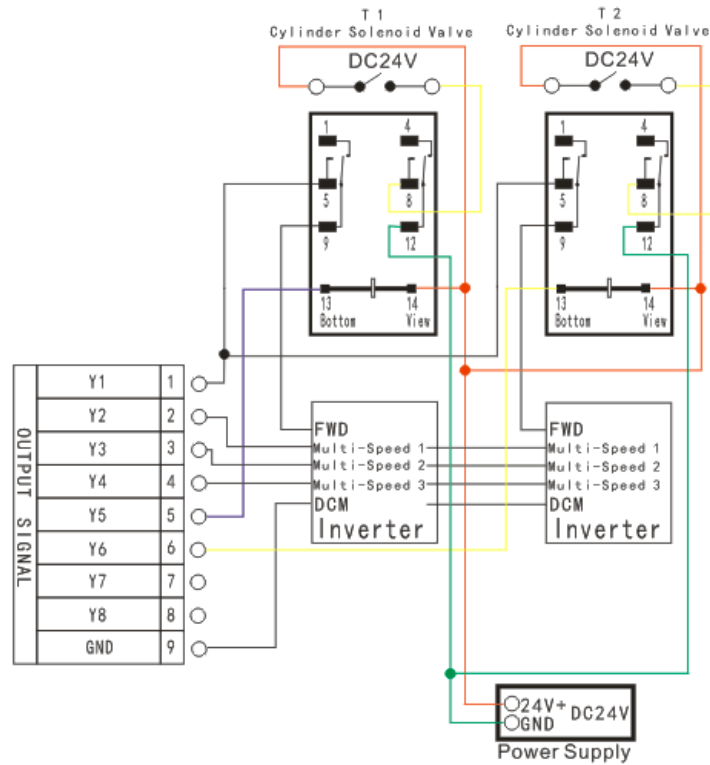 T 1
Cylinder Solenoid Valve
DC24V
1
4
5
8
9
12
13
14
Bottom
View
T 2
Cylinder Solenoid Valve
DC24V
1
4
5
8
9
12
13
14
Bottom
View
OUTPUT SIGNAL
Y1 1
Y2 2
Y3 3
Y4 4
Y5 5
Y6 6
Y7 7
Y8 8
GND 9
FWD
Multi-Speed 1
Multi-Speed 2
Multi-Speed 3
DCM
Inverter
FWD
Multi-Speed 1
Multi-Speed 2
Multi-Speed 3
DCM
Inverter
24V+
GND
DC24V
Power Supply